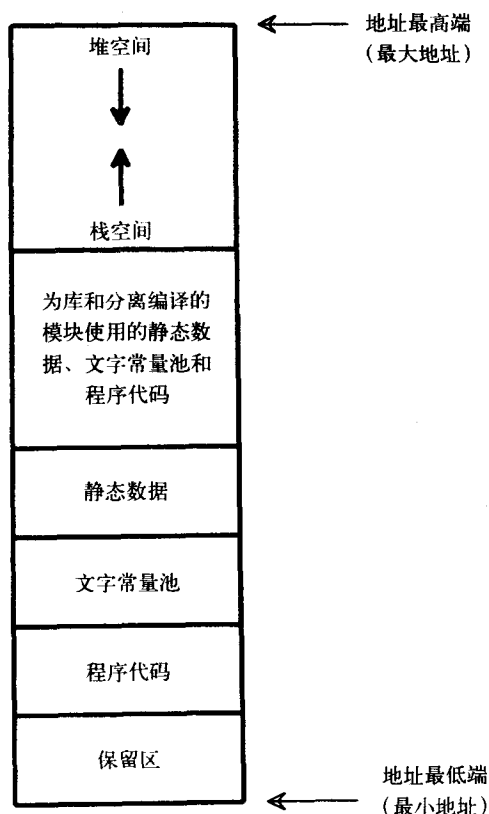 地址最高端
(最大地址)
堆空间
栈空间
为库和分离编译的
模块使用的静态数
据、文字常量池和
程序代码
静态数据
文字常量池
程序代码
保留区
地址最低端
(最小地址)